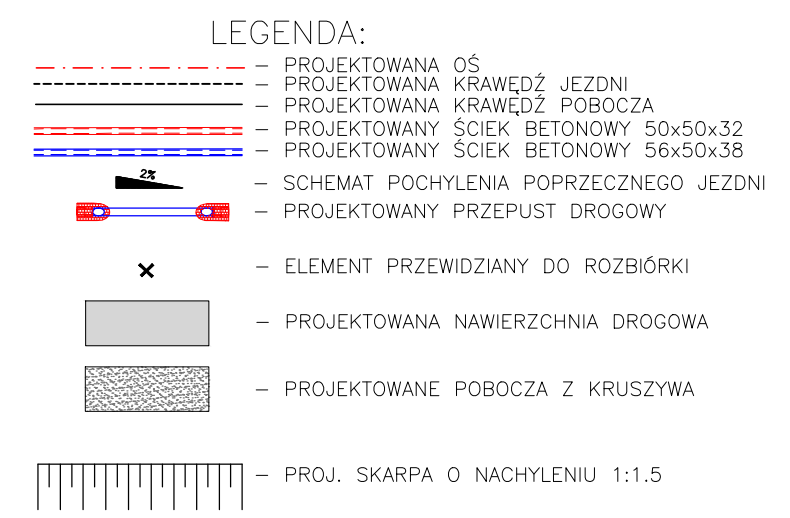 LEGENDA:
– PROJEKTOWANA OŚ
– PROJEKTOWANA KRAWĘDŹ JEZDNI
– PROJEKTOWANA KRAWĘDŹ POBOCZA
– PROJEKTOWANY ŚCIEK BETONOWY 50x50x32
– PROJEKTOWANY ŚCIEK BETONOWY 56x50x38
2% – SCHEMAT POCHYLENIA POPRZECZNEGO JEZDNI
– PROJEKTOWANY PRZEPUST DROGOWY
– ELEMENT PRZEWIDZIANY DO ROZBIÓRKI
– PROJEKTOWANA NAWIERZCHNIA DROGOWA
– PROJEKTOWANE POBOCZA Z KRUSZYWA
– PROJ. SKARPA O NACHYLENIU 1:1.5